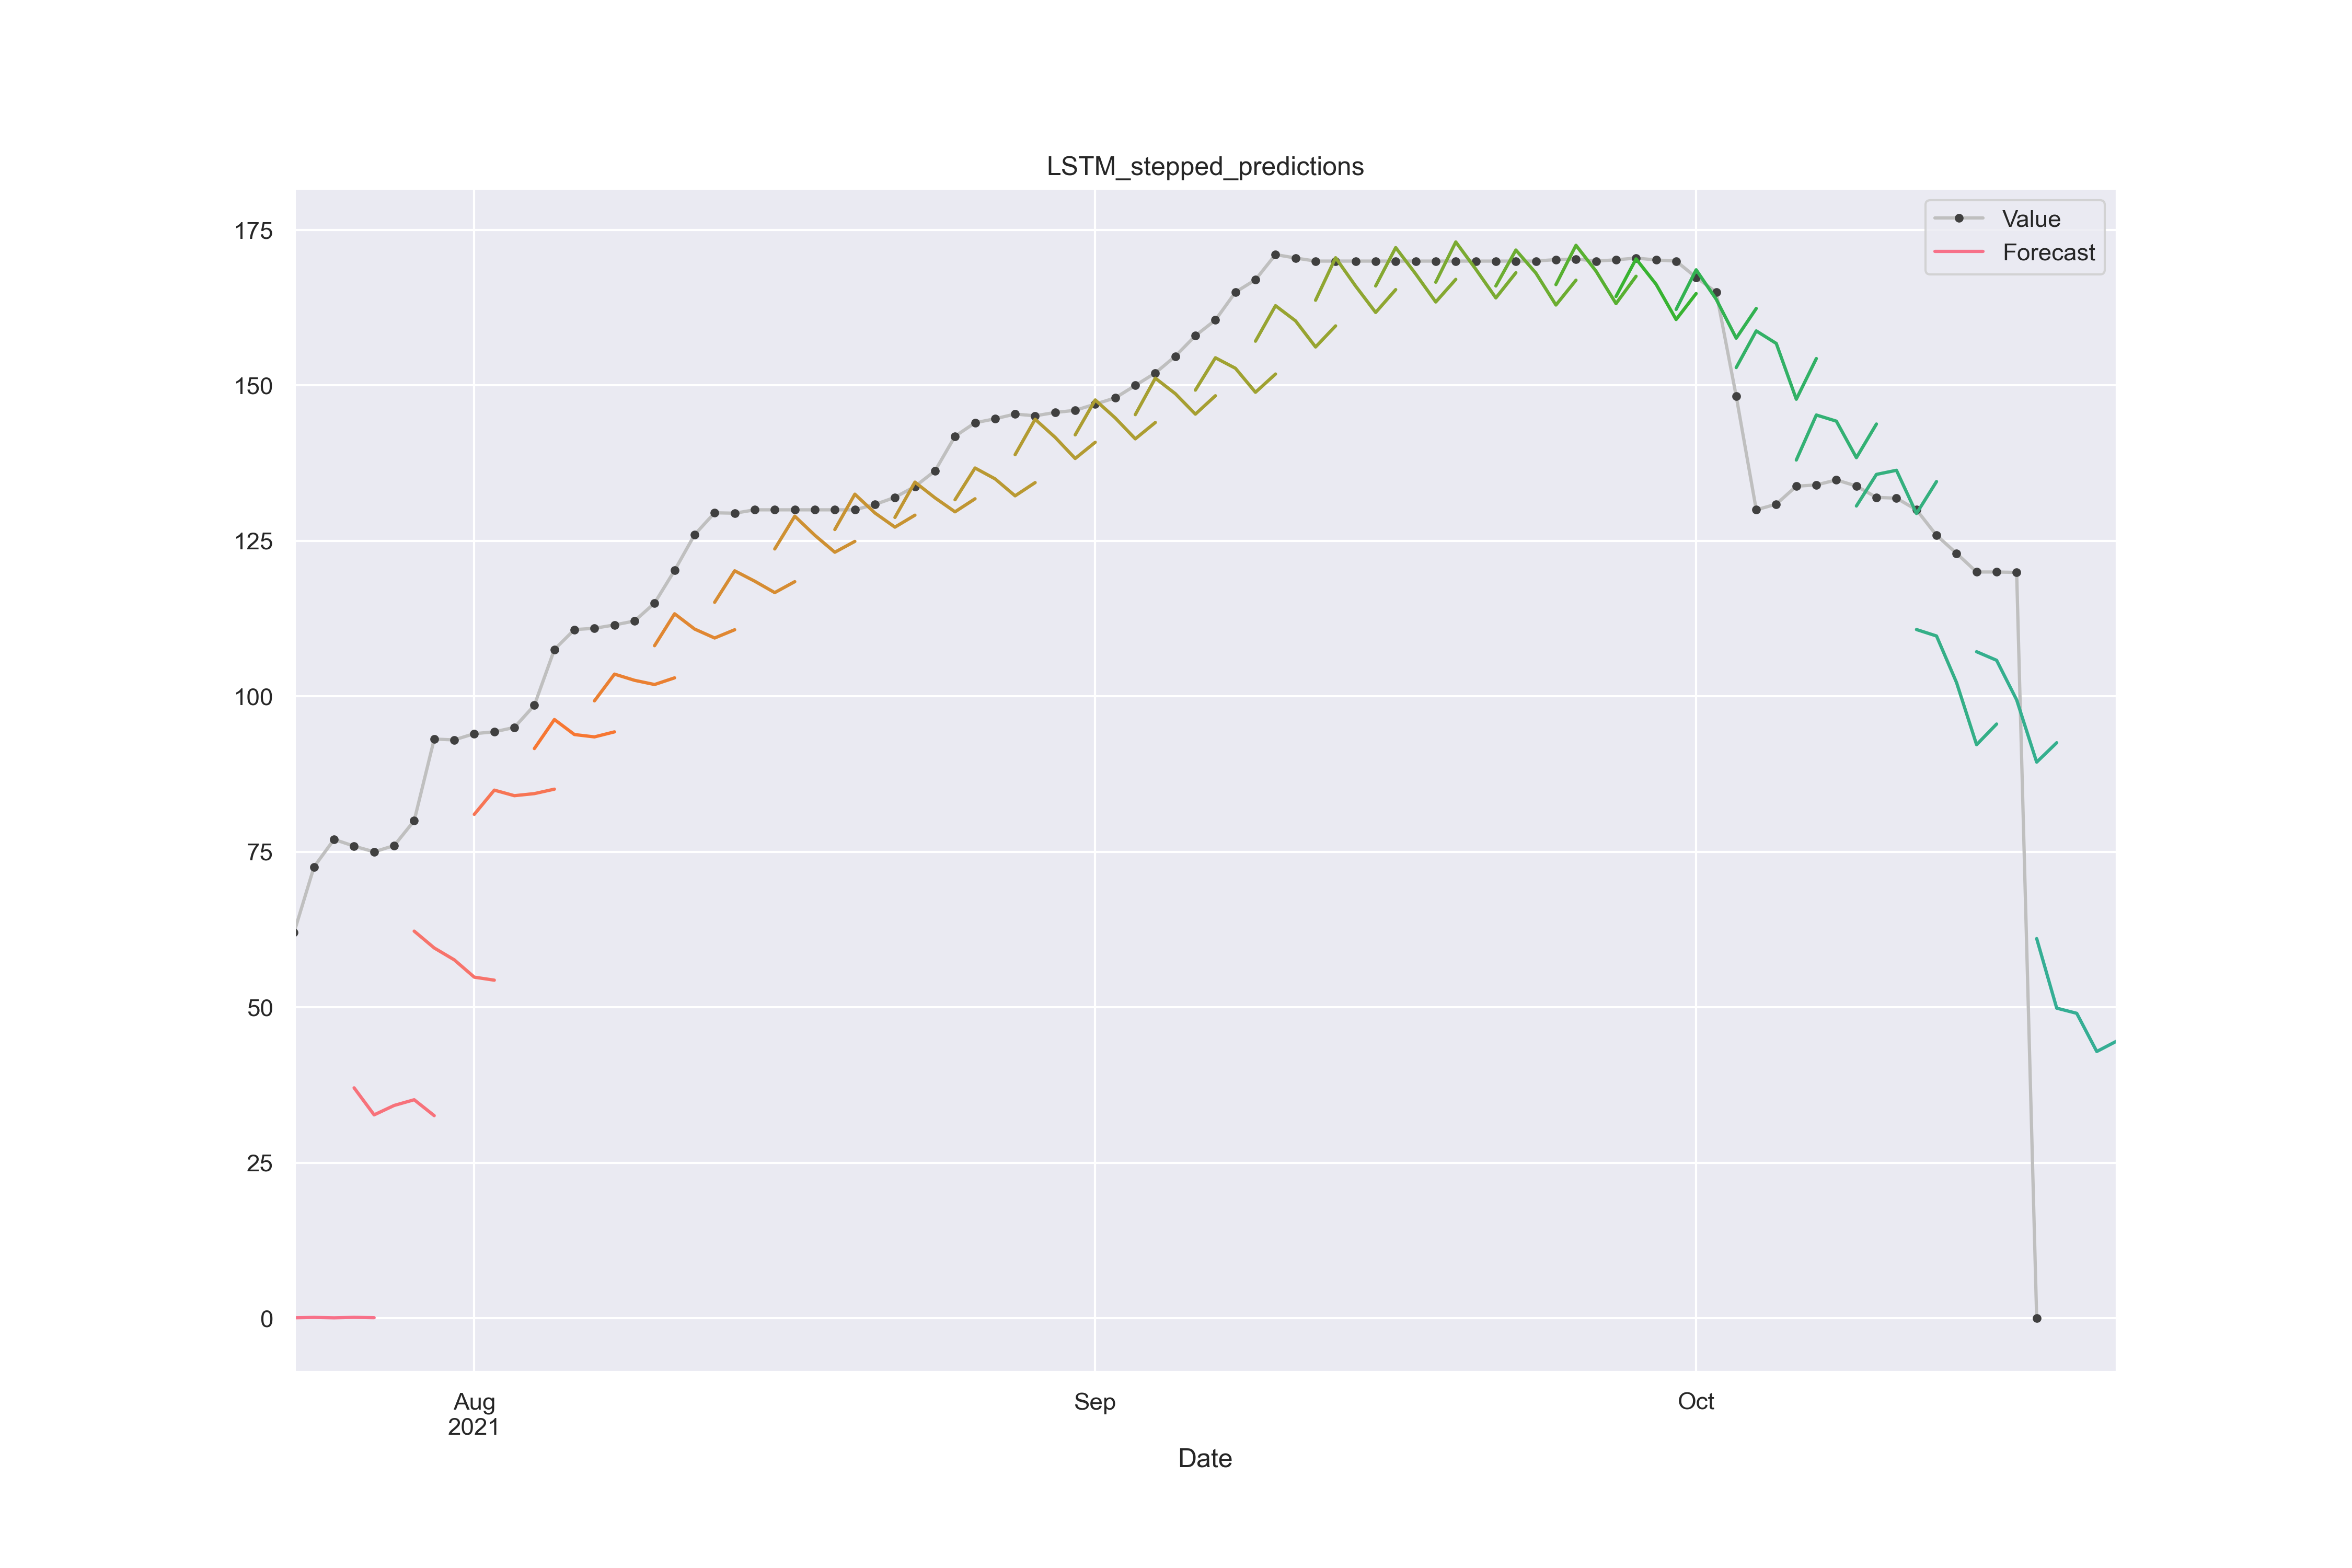 LSTM_stepped_predictions
Value
Forecast
175
150
125
100
75
50
25
0
Aug
2021
Sep
Oct
Date